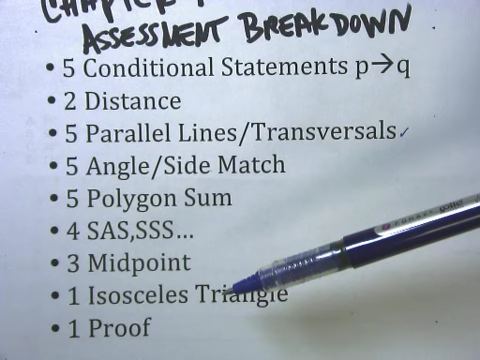 CHAPTER
ASSESSMENT BREAKDOWN
• 5 Conditional Statements p→q
• 2 Distance
• 5 Parallel Lines/Transversals✓
• 5 Angle/Side Match
• 5 Polygon Sum
• 4 SAS,SSS...
• 3 Midpoint
• 1 Isosceles Triangle
• 1 Proof